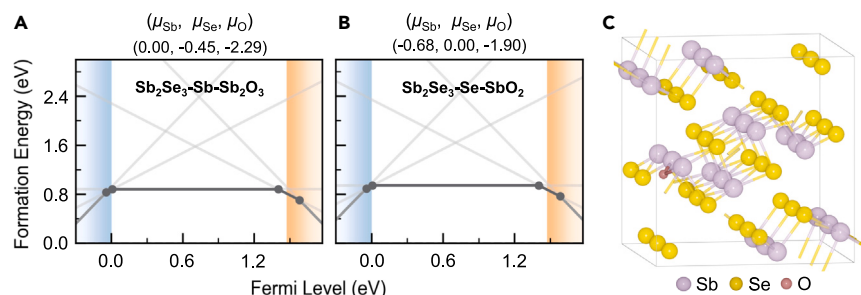 A
(μSb, μSe, μO)
(0.00, -0.45, -2.29)
Sb2Se3-Sb-Sb2O3
Formation Energy (eV)
2.4
1.6
0.8
0.0
0.0 0.6 1.2
B
(μSb, μSe, μO)
(-0.68, 0.00, -1.90)
Sb2Se3-Se-SbO2
0.0 0.6 1.2
Fermi Level (eV)
C
Sb Se O